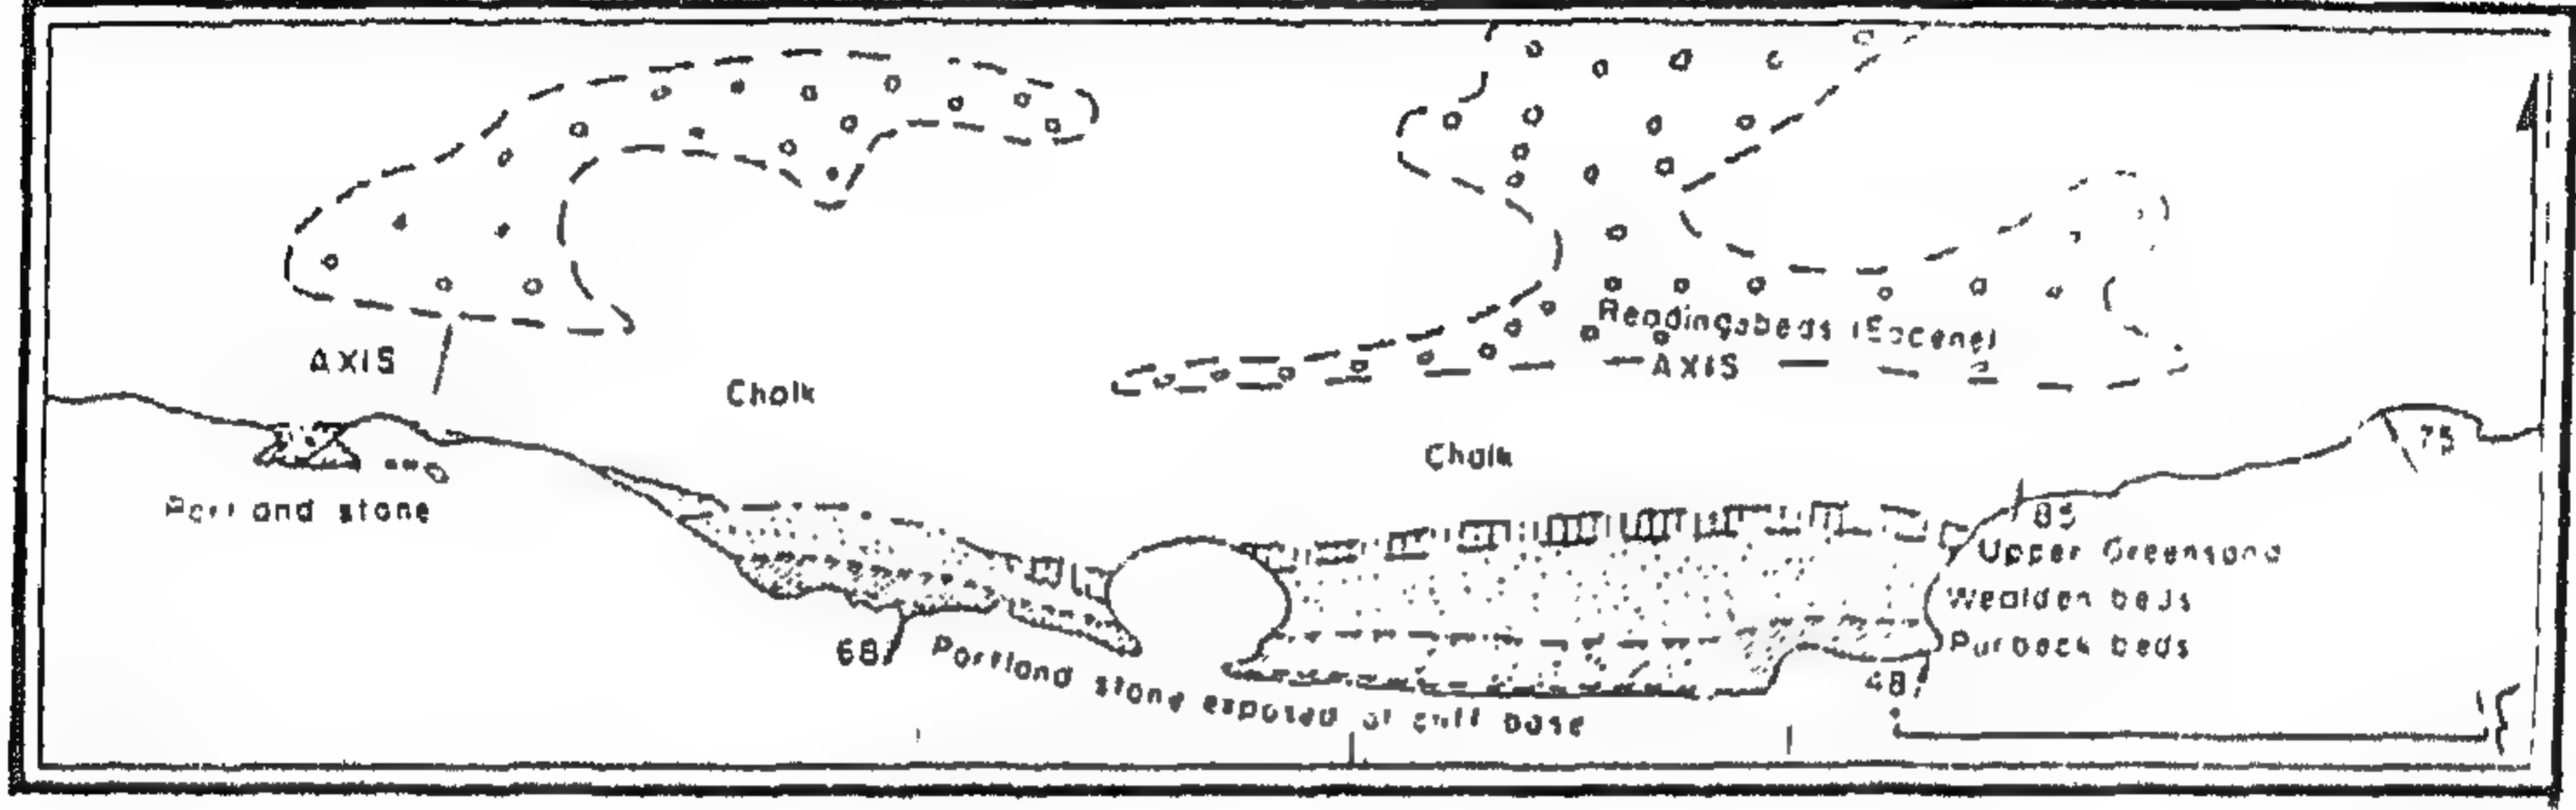 Readingabeds (Eocene)
AXIS
AXIS
Chalk
Chalk
75
Portland stone
85
Upper Greensand
Wealden beds
Purbeck beds
68
48
Portland stone exposed at cliff base